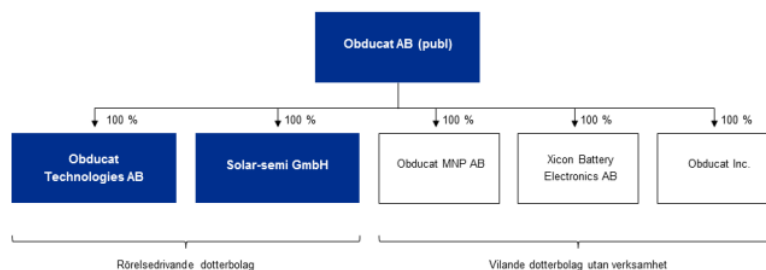 Obducat AB (publ)
100 %
100 %
100 %
100 %
100 %
Obducat
Technologies AB
Solar-semi GmbH
Obducat MNP AB
Xicon Battery
Electronics AB
Obducat Inc.
Rörelsedrivande dotterbolag
Vilande dotterbolag utan verksamhet